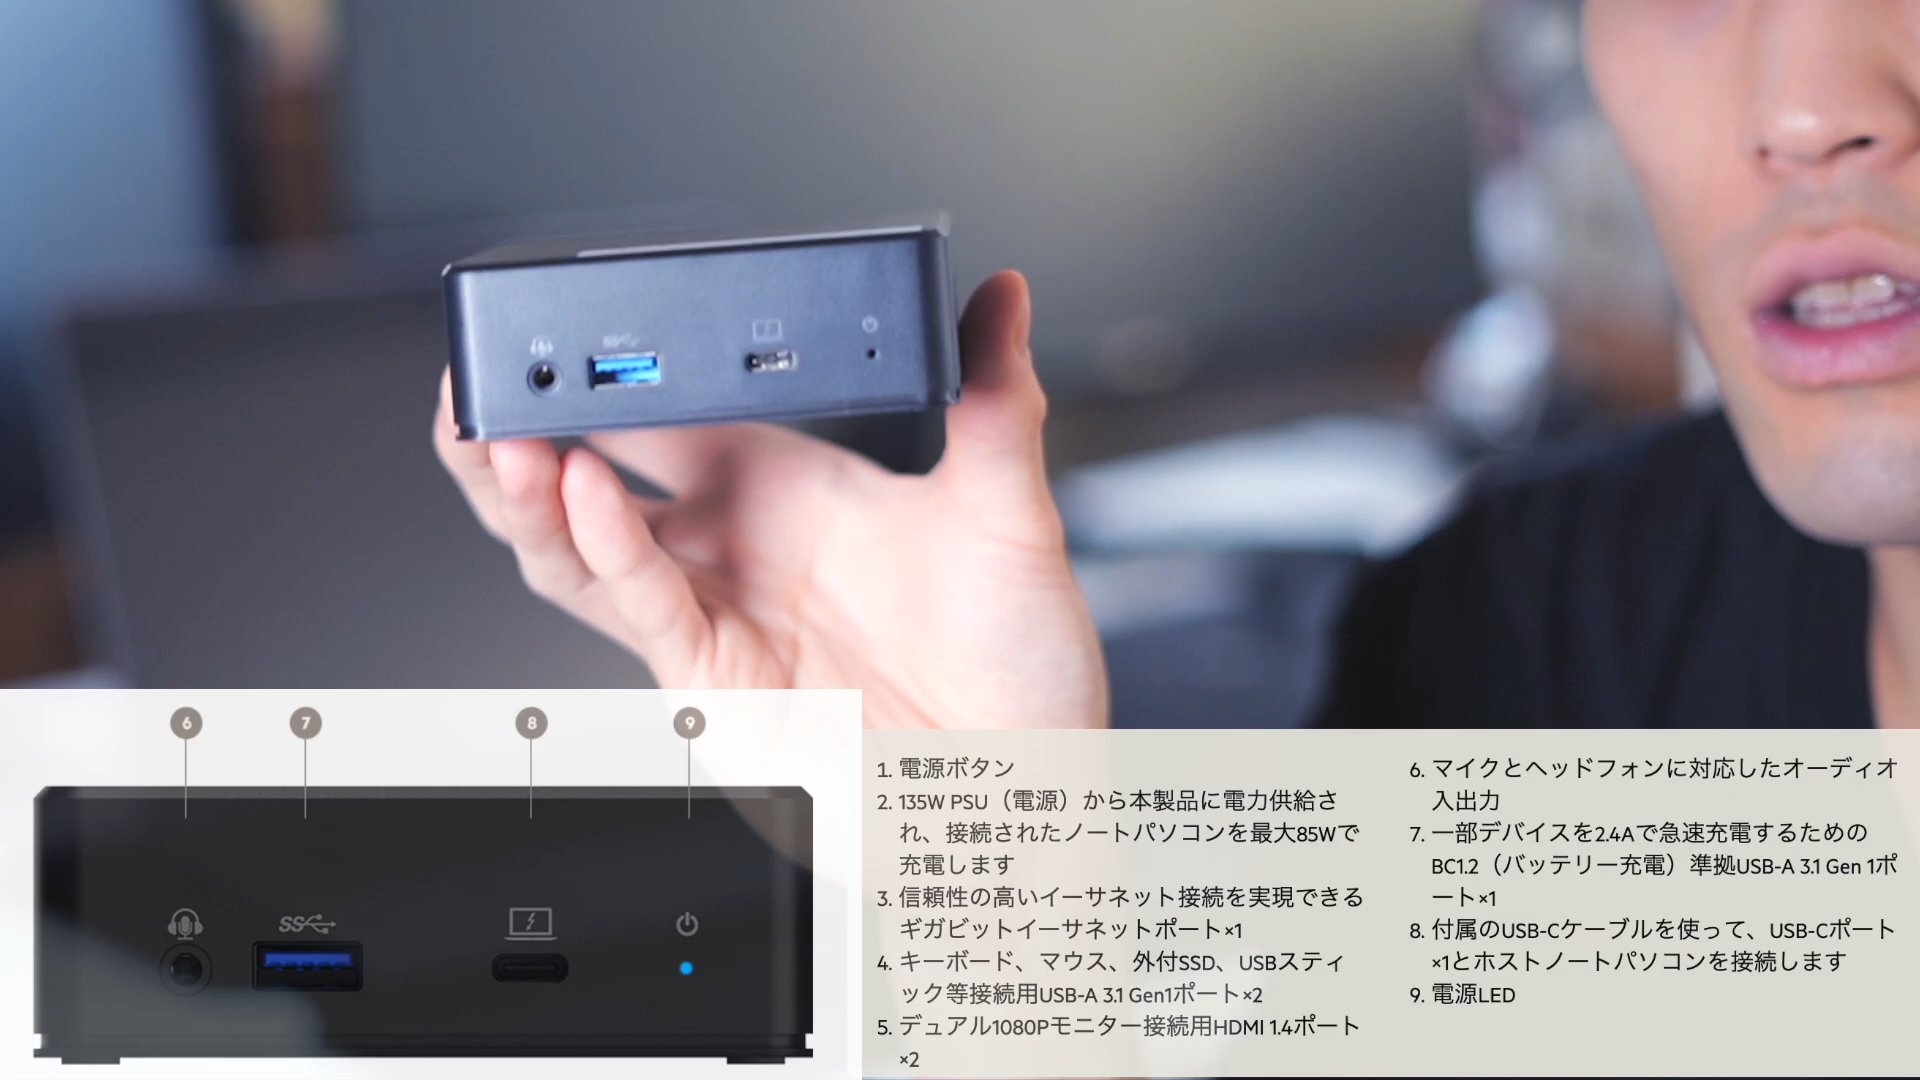 6 7 8 9
SS
1. 電源ボタン
2. 135W PSU（電源）から本製品に電力供給さ
れ、接続されたノートパソコンを最大85Wで
充電します
3. 信頼性の高いイーサネット接続を実現できる
ギガビットイーサネットポート×1
4. キーボード、マウス、外付SSD、USBスティ
ック等接続用USB-A 3.1 Gen1ポート×2
5. デュアル1080Pモニター接続用HDMI 1.4ポート
×2
6. マイクとヘッドフォンに対応したオーディオ
入出力
7. 一部デバイスを2.4Aで急速充電するための
BC1.2（バッテリー充電）準拠USB-A 3.1 Gen 1ポ
ート×1
8. 付属のUSB-Cケーブルを使って、USB-Cポート
×1とホストノートパソコンを接続します
9. 電源LED